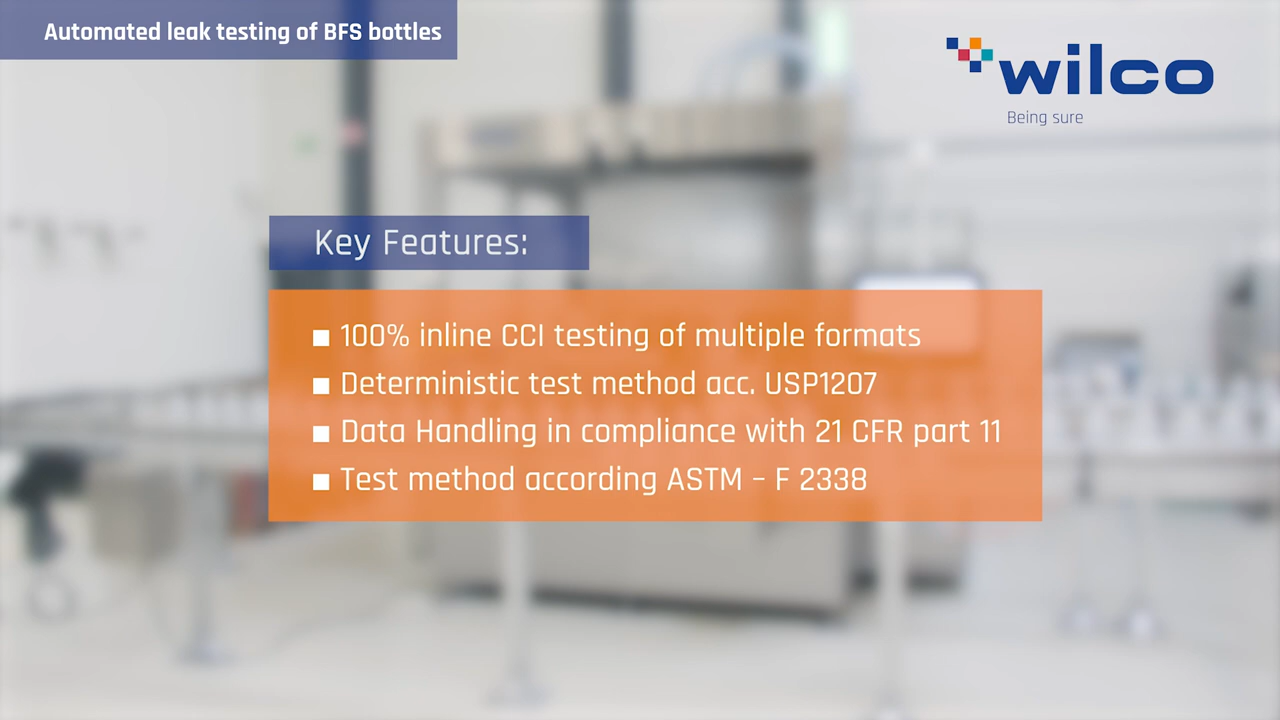 Automated leak testing of BFS bottles
wilco
Being sure
Key Features:
■ 100% inline CCI testing of multiple formats
■ Deterministic test method acc. USP1207
■ Data Handling in compliance with 21 CFR part 11
■ Test method according ASTM – F 2338